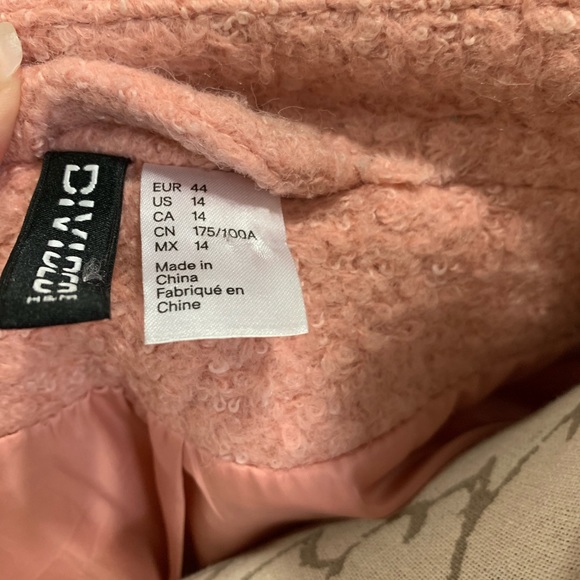 DIVIDED
EUR 44
US 14
CA 14
CN 175/100A
MX 14
Made in
China
Fabriqué en
Chine